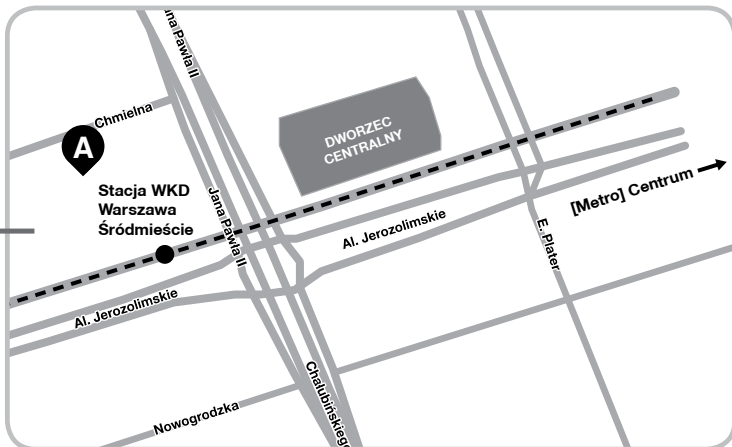 Jana Pawła II
Chmielna
A
DWORZEC
CENTRALNY
Stacja WKD
Warszawa
Śródmieście
Jana Pawła II
Al. Jerozolimskie
[Metro] Centrum
E. Plater
Al. Jerozolimskie
Chałubińskiego
Nowogrodzka